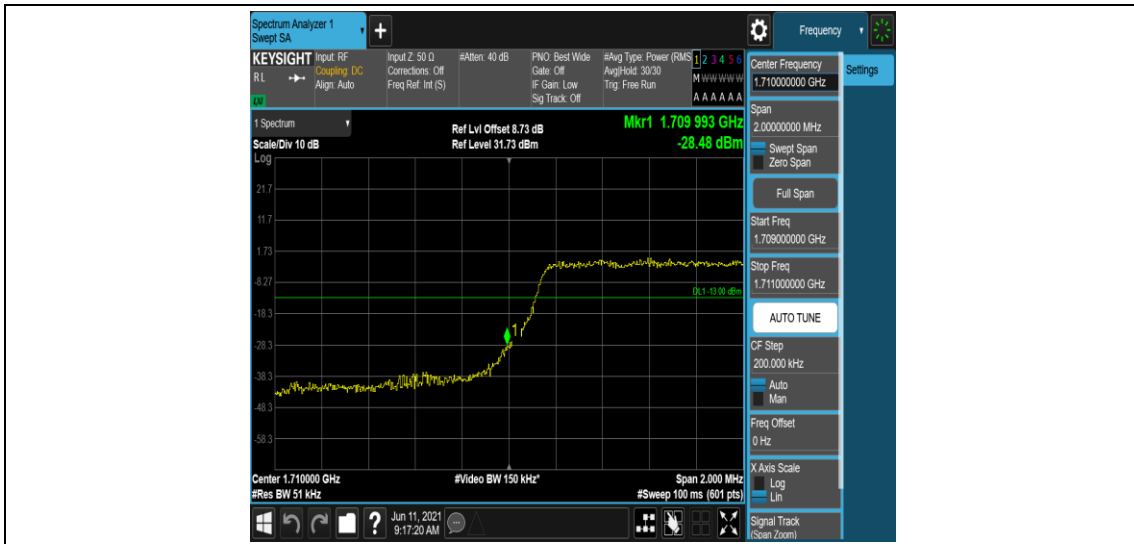 Spectrum Analyzer 1
Swept SA
+
Frequency
KEYSIGHT
RL
LXI
Input: RF
Coupling: DC
Align: Auto
Input Z: 50 Ω
Corrections: Off
Freq Ref: Int (S)
#Atten: 40 dB
PNO: Best Wide
Gate: Off
IF Gain: Low
Sig Track: Off
#Avg Type: Power (RMS
Avg|Hold: 30/30
Trig: Free Run
1 2 3 4 5 6
M W W W W W
A A A A A A
1 Spectrum
Scale/Div 10 dB
Log
Ref Lvl Offset 8.73 dB
Ref Level 31.73 dBm
Mkr1 1.709 993 GHz
-28.48 dBm
21.7
11.7
1.73
-8.27
DL1 -13.00 dBm
-18.3
1
-28.3
-38.3
-48.3
-58.3
Center 1.710000 GHz
#Res BW 51 kHz
#Video BW 150 kHz*
Span 2.000 MHz
#Sweep 100 ms (601 pts)
?
Jun 11, 2021
9:17:20 AM
Center Frequency
1.710000000 GHz
Settings
Span
2.00000000 MHz
Swept Span
Zero Span
Full Span
Start Freq
1.709000000 GHz
Stop Freq
1.711000000 GHz
AUTO TUNE
CF Step
200.000 kHz
Auto
Man
Freq Offset
0 Hz
X Axis Scale
Log
Lin
Signal Track
(Span Zoom)